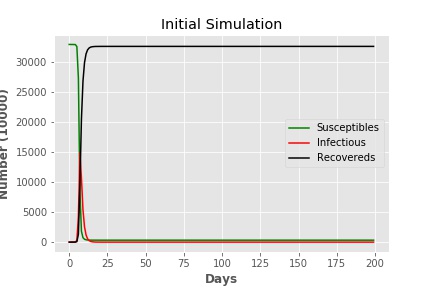 Initial Simulation
Number (10000)
30000
25000
20000
15000
10000
5000
0
Susceptibles
Infectious
Recovereds
0 25 50 75 100 125 150 175 200
Days